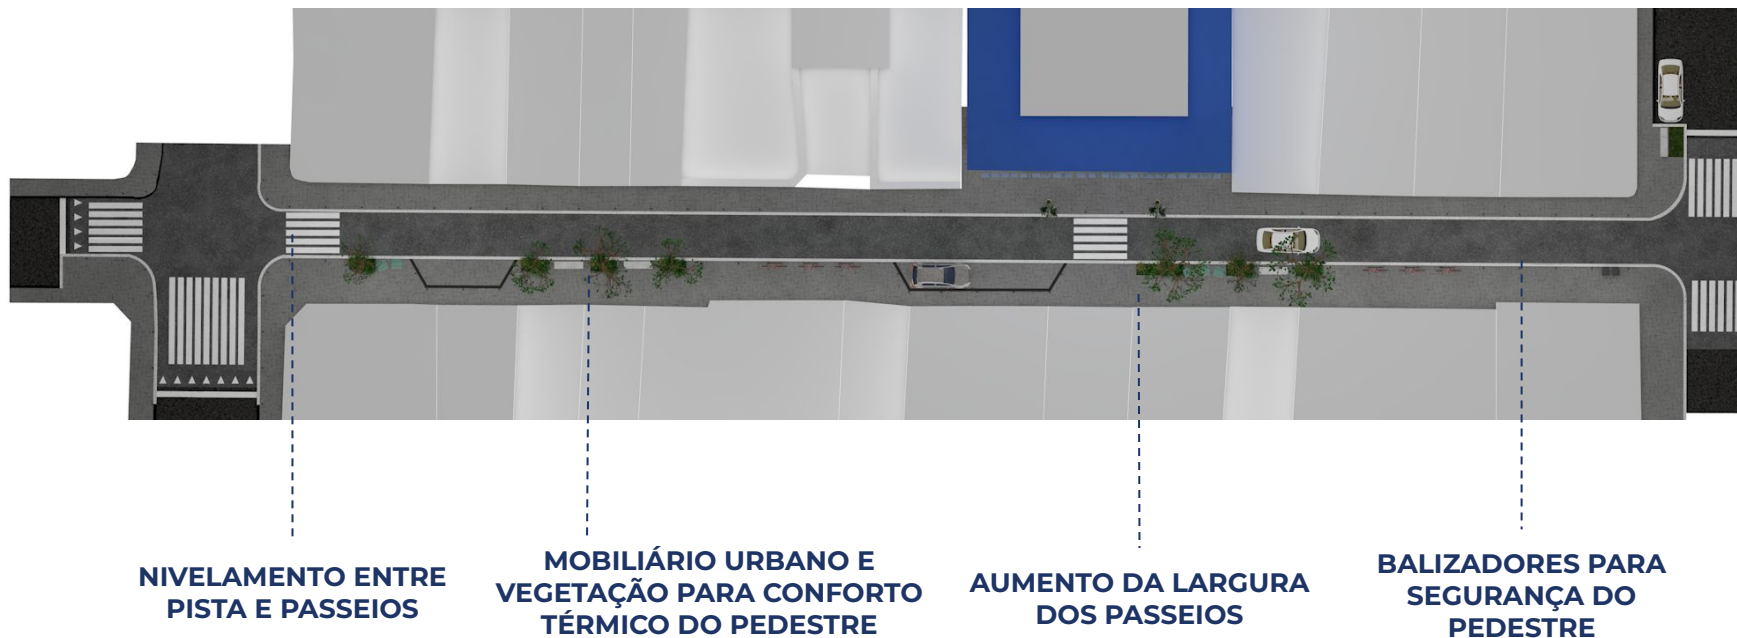 NIVELAMENTO ENTRE
PISTA E PASSEIOS
MOBILIÁRIO URBANO E
VEGETAÇÃO PARA CONFORTO
TÉRMICO DO PEDESTRE
AUMENTO DA LARGURA
DOS PASSEIOS
BALIZADORES PARA
SEGURANÇA DO
PEDESTRE